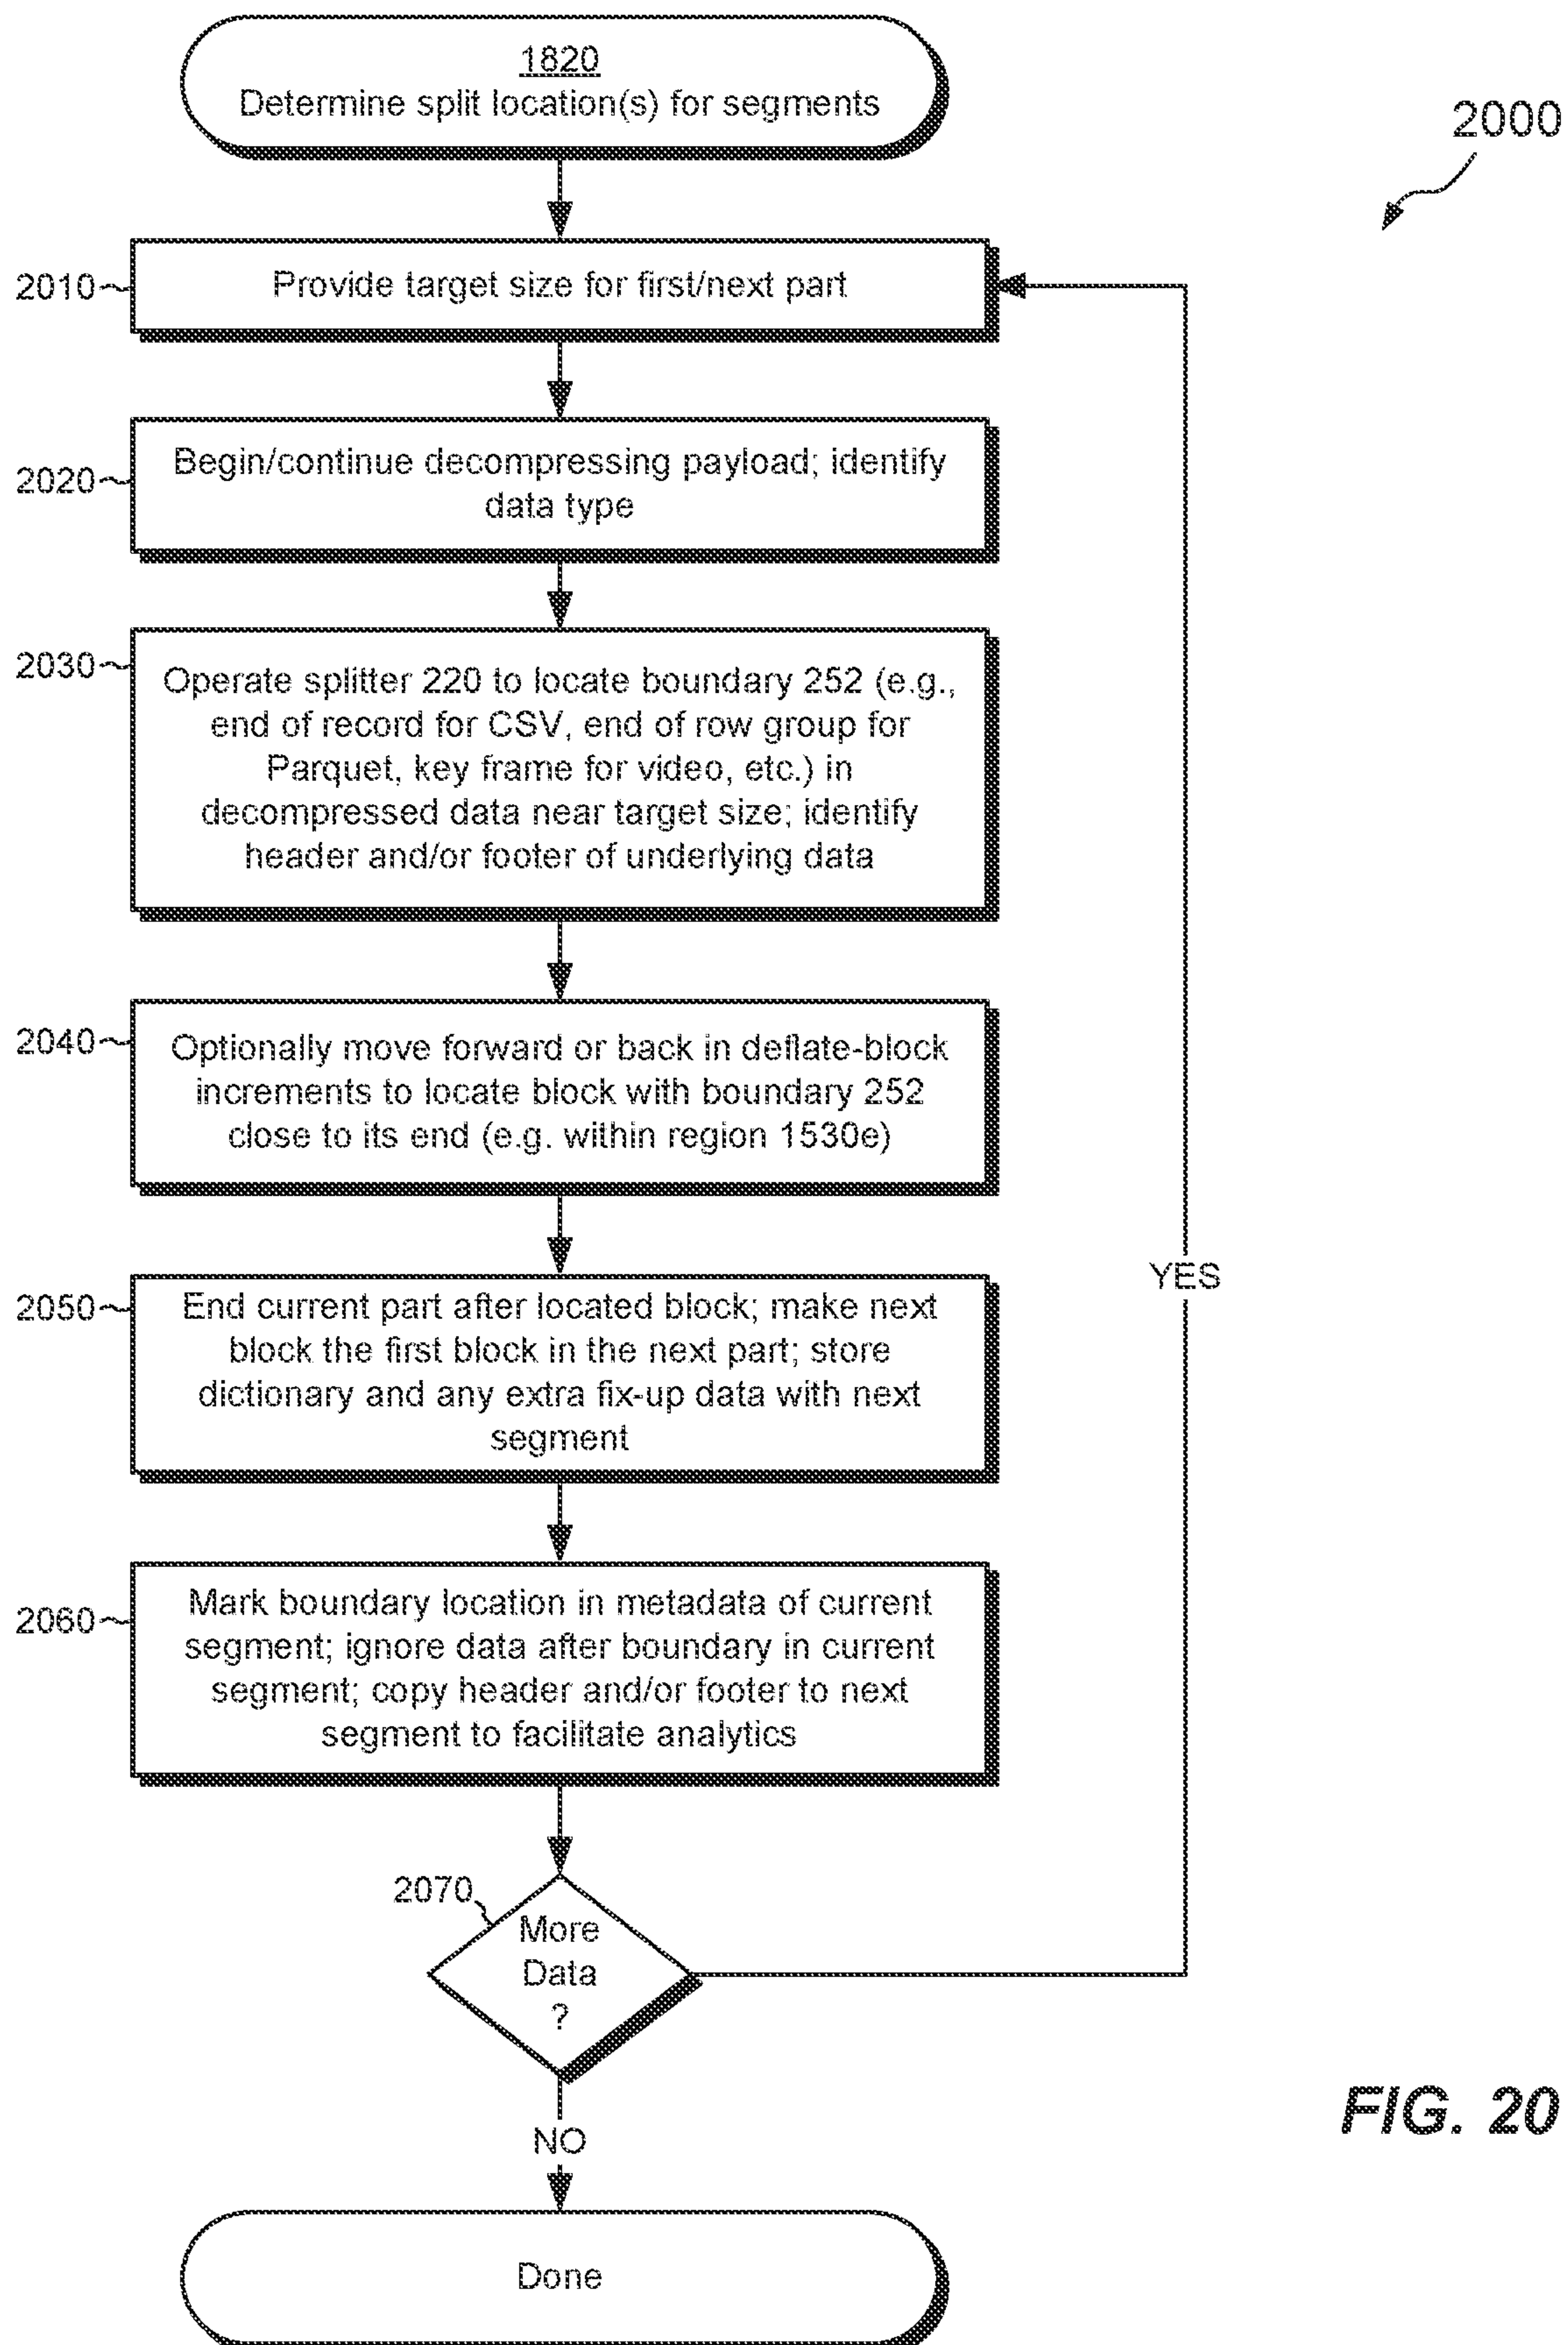 1820
Determine split location(s) for segments
2000
2010
Provide target size for first/next part
2020
Begin/continue decompressing payload; identify
data type
2030
Operate splitter 220 to locate boundary 252 (e.g.,
end of record for CSV, end of row group for
Parquet, key frame for video, etc.) in
decompressed data near target size; identify
header and/or footer of underlying data
2040
Optionally move forward or back in deflate-block
increments to locate block with boundary 252
close to its end (e.g. within region 1530e)
2050
End current part after located block; make next
block the first block in the next part; store
dictionary and any extra fix-up data with next
segment
YES
2060
Mark boundary location in metadata of current
segment; ignore data after boundary in current
segment; copy header and/or footer to next
segment to facilitate analytics
2070
More
Data
?
NO
Done
FIG. 20